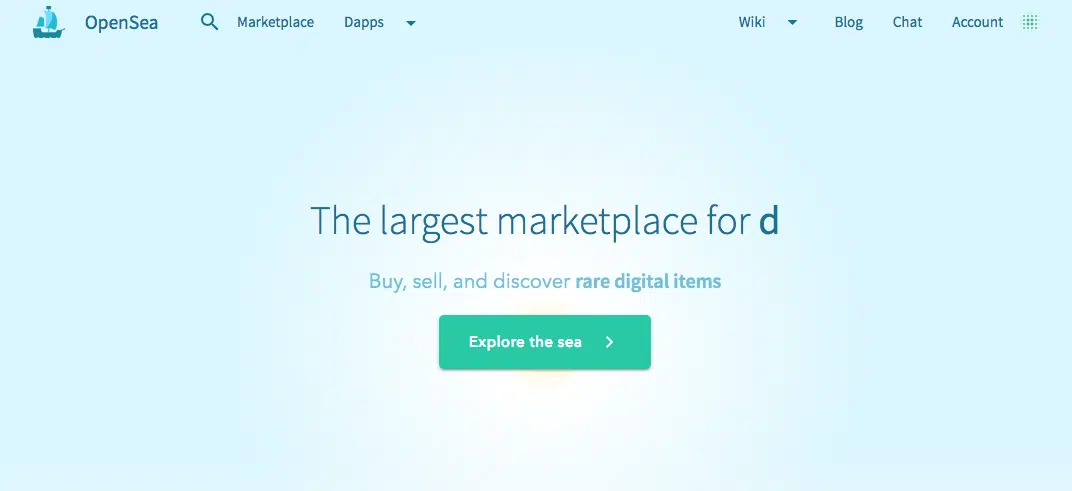 OpenSea Marketplace Dapps Wiki Blog Chat Account
The largest marketplace for d
Buy, sell, and discover rare digital items
Explore the sea